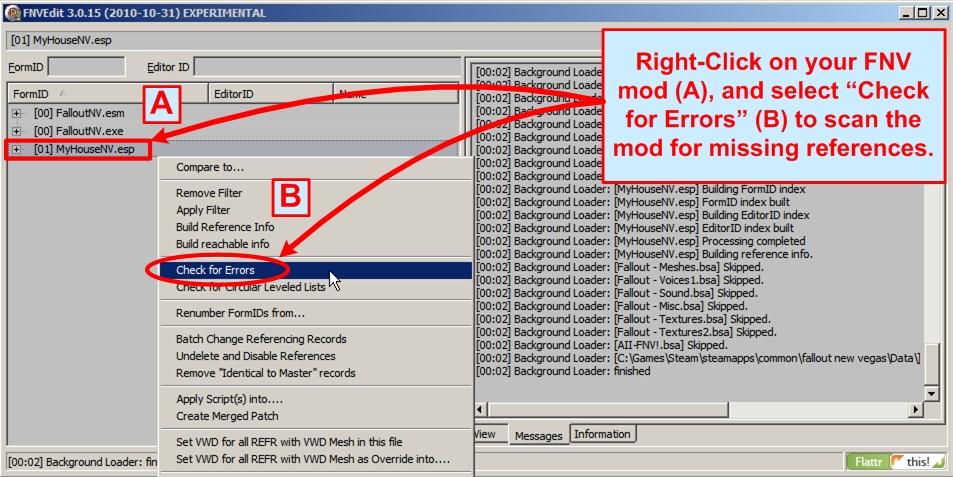 FNVEdit 3.0.15 (2010-10-31) EXPERIMENTAL
[01] MyHouseNV.esp
FormID
Editor ID
FormID
EditorID
Name
[00] FalloutNV.esm
[00] FalloutNV.exe
[01] MyHouseNV.esp
A
B
Right-Click on your FNV
mod (A), and select “Check
for Errors” (B) to scan the
mod for missing references.
Compare to...
Remove Filter
Apply Filter
Build Reference Info
Build reachable info
Check for Errors
Check for Circular Leveled Lists
Renumber FormIDs from...
Batch Change Referencing Records
Undelete and Disable References
Remove "Identical to Master" records
Apply Script(s) into....
Create Merged Patch
Set VWD for all REFR with VWD Mesh in this file
Set VWD for all REFR with VWD Mesh as Override into....
[00:02] Background Loade
[00:02] Background Loade
[00:02] Background Loade
[00:02] Background Loade
[00:02] Background Loade
[00:02] Background Loade
[00:02] Background Loade
[00:02] Background Loade
[00:02] Background Loade
[00:02] Background Loader: [MyHouseNV.esp] Building FormID index
[00:02] Background Loader: [MyHouseNV.esp] FormID index built
[00:02] Background Loader: [MyHouseNV.esp] Building EditorID index
[00:02] Background Loader: [MyHouseNV.esp] EditorID index built
[00:02] Background Loader: [MyHouseNV.esp] Processing completed
[00:02] Background Loader: [MyHouseNV.esp] Building reference info.
[00:02] Background Loader: [Fallout - Meshes.bsa] Skipped.
[00:02] Background Loader: [Fallout - Voices1.bsa] Skipped.
[00:02] Background Loader: [Fallout - Sound.bsa] Skipped.
[00:02] Background Loader: [Fallout - Misc.bsa] Skipped.
[00:02] Background Loader: [Fallout - Textures.bsa] Skipped.
[00:02] Background Loader: [Fallout - Textures2.bsa] Skipped.
[00:02] Background Loader: [AII-FNV!.bsa] Skipped.
[00:02] Background Loader: [C:\Games\Steam\steamapps\common\fallout new vegas\Data\]
[00:02] Background Loader: finished
View
Messages
Information
[00:02] Background Loader: fin
Flattr this!